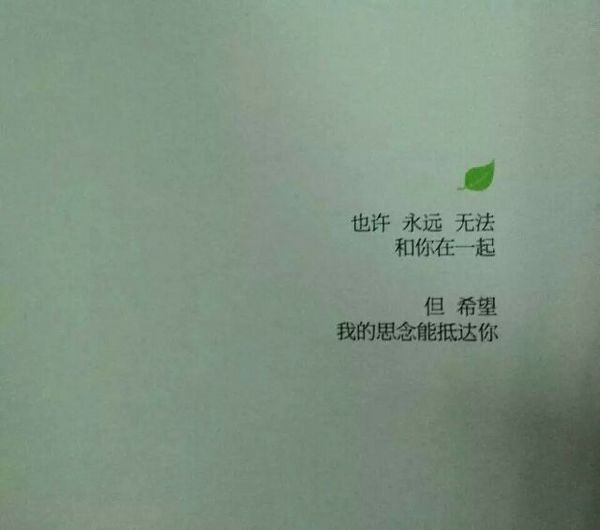 也许 永远 无法
和你在一起
但 希望
我的思念能抵达你